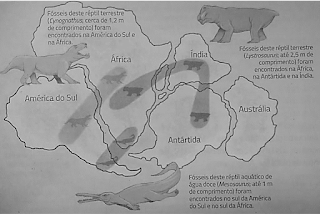 Fósseis deste réptil terrestre
(Cynognathus; cerca de 1,2 m
de comprimento) foram
encontrados na América do Sul e
na África.
Fósseis deste réptil terrestre
(Lystrosaurus; até 2,5 m
de comprimento) foram
encontrados na África,
na Antártida e na Índia.
África
Índia
América do Sul
Austrália
Antártida
Fósseis deste réptil aquático de
água doce (Mesosaurus; até 1 m
de comprimento) foram
encontrados no sul da América
do Sul e no sul da África.